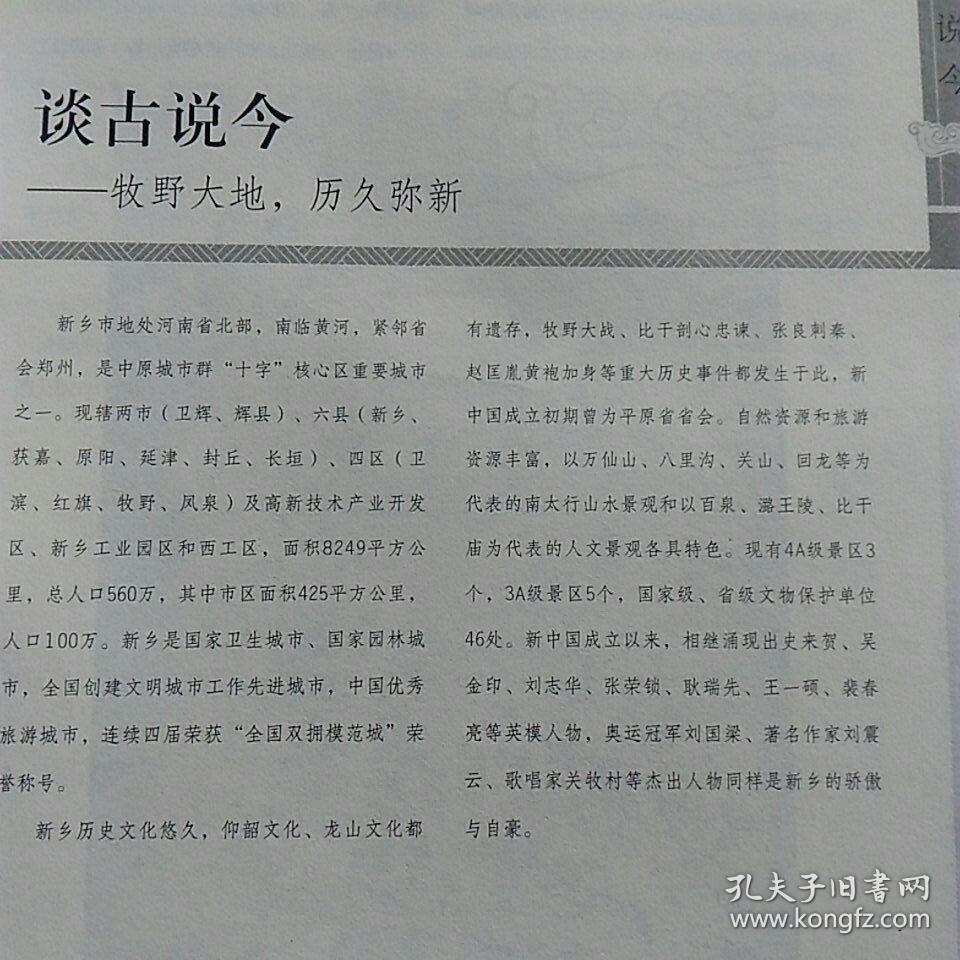 谈古说今
——牧野大地，历久弥新
说
今
新乡市地处河南省北部，南临黄河，紧邻省
会郑州，是中原城市群“十字”核心区重要城市
之一。现辖两市（卫辉、辉县）、六县（新乡、
获嘉、原阳、延津、封丘、长垣）、四区（卫
滨、红旗、牧野、凤泉）及高新技术产业开发
区、新乡工业园区和西工区，面积8249平方公
里，总人口560万，其中市区面积425平方公里，
人口100万。新乡是国家卫生城市、国家园林城
市，全国创建文明城市工作先进城市，中国优秀
旅游城市，连续四届荣获“全国双拥模范城”荣
誉称号。
新乡历史文化悠久，仰韶文化、龙山文化都
有遗存，牧野大战、比干剖心忠谏、张良刺秦、
赵匡胤黄袍加身等重大历史事件都发生于此，新
中国成立初期曾为平原省省会。自然资源和旅游
资源丰富，以万仙山、八里沟、关山、回龙等为
代表的南太行山水景观和以百泉、潞王陵、比干
庙为代表的人文景观各具特色。现有4A级景区3
个，3A级景区5个，国家级、省级文物保护单位
46处。新中国成立以来，相继涌现出史来贺、吴
金印、刘志华、张荣锁、耿瑞先、王一硕、裴春
亮等英模人物，奥运冠军刘国梁、著名作家刘震
云、歌唱家关牧村等杰出人物同样是新乡的骄傲
与自豪。
孔夫子旧书网
www.kongfz.com